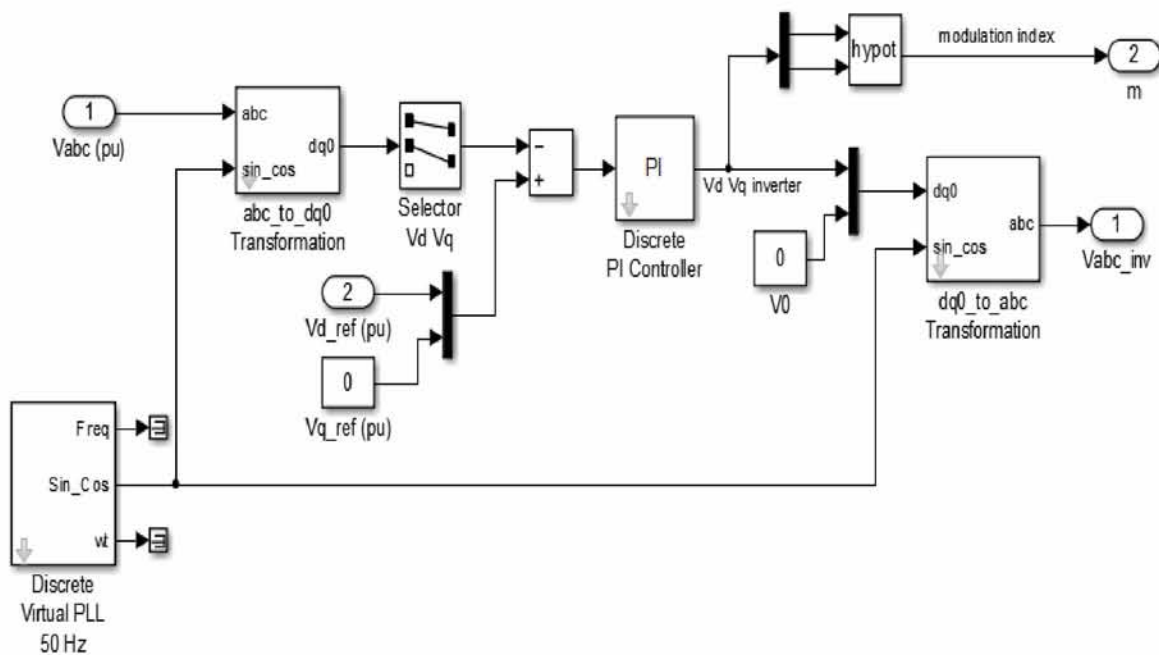 hypot
modulation index
2
m
1
Vabc (pu)
abc
sin_cos
dq0
abc_to_dq0
Transformation
Selector
Vd Vq
−
+
PI
Discrete
PI Controller
Vd Vq inverter
0
V0
dq0
sin_cos
abc
dq0_to_abc
Transformation
1
Vabc_inv
2
Vd_ref (pu)
0
Vq_ref (pu)
Freq
Sin_Cos
wt
Discrete
Virtual PLL
50 Hz